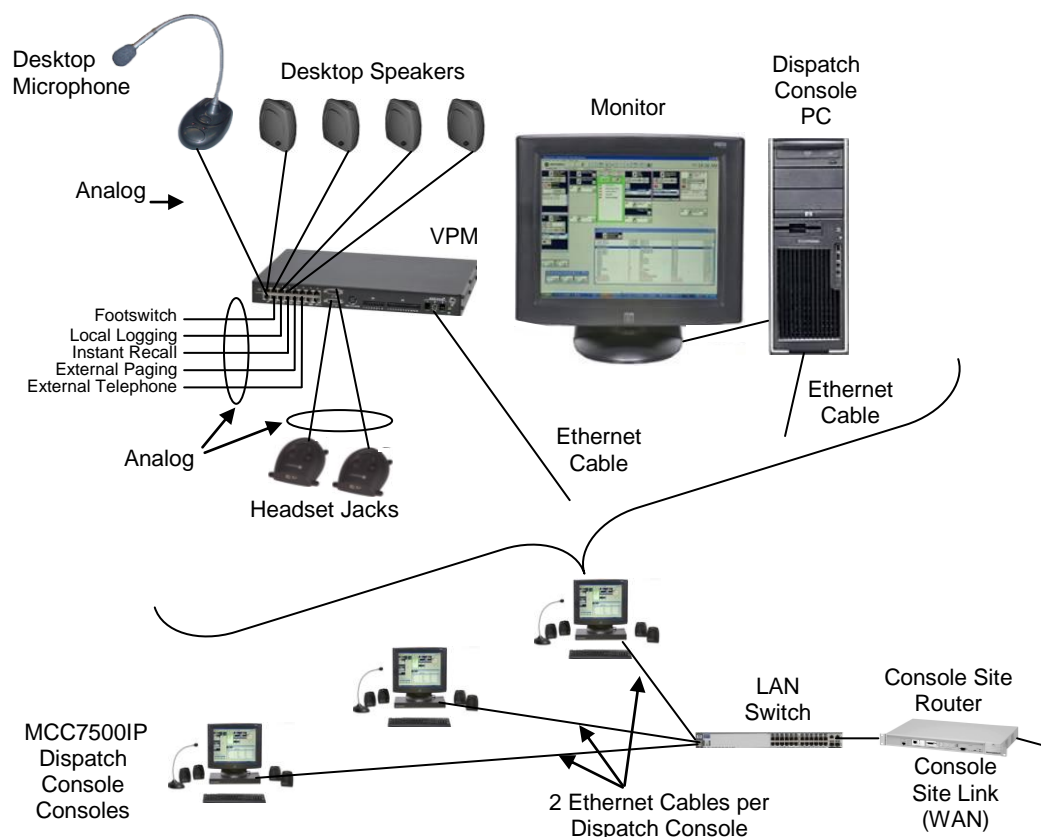 Desktop
Microphone
Desktop Speakers
Monitor
Dispatch
Console
PC
Analog
VPM
Footswitch
Local Logging
Instant Recall
External Paging
External Telephone
Analog
Headset Jacks
Ethernet
Cable
Ethernet
Cable
MCC7500IP
Dispatch
Console
Consoles
LAN
Switch
Console Site
Router
Console
Site Link
(WAN)
2 Ethernet Cables per
Dispatch Console